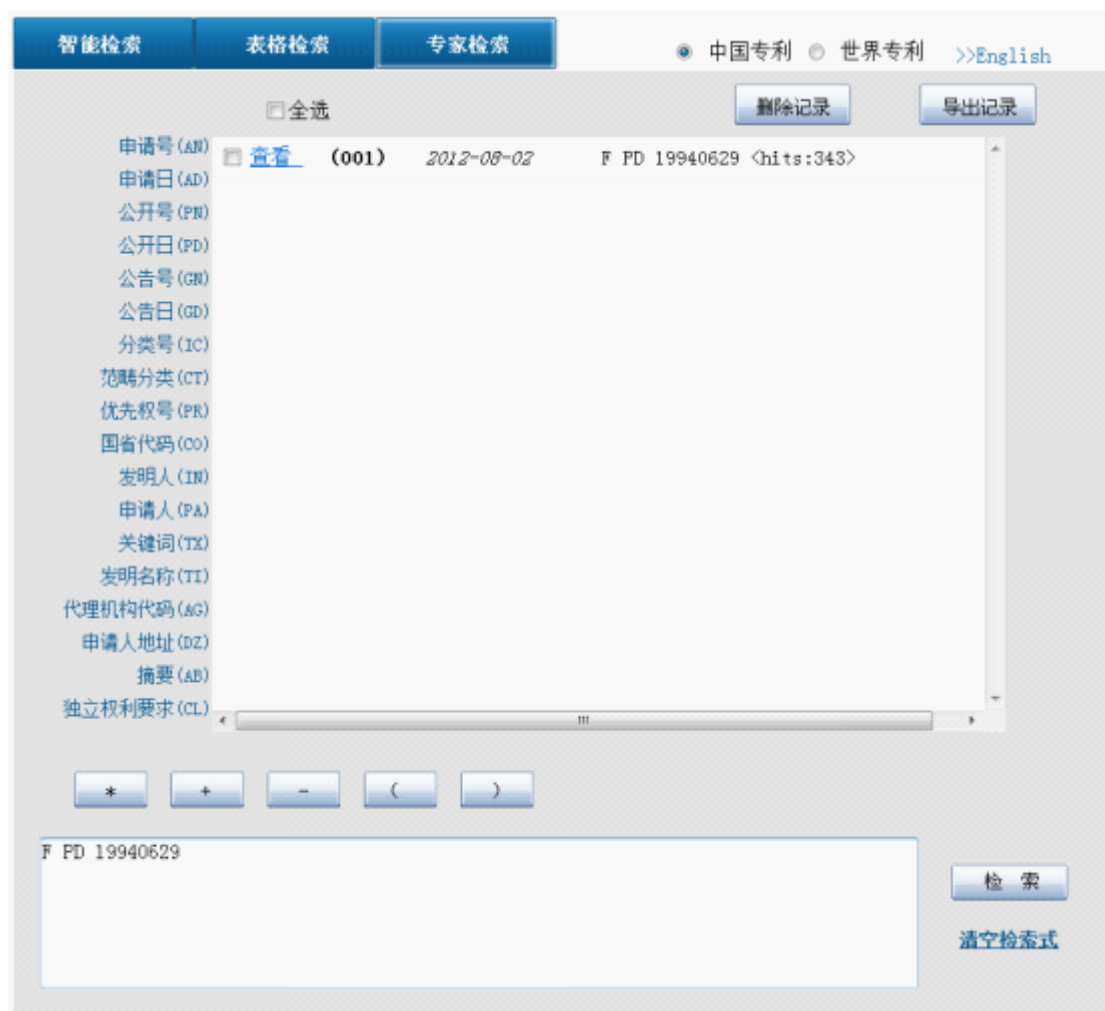 智能检索 表格检索 专家检索 中国专利 世界专利 >>English
全选 删除记录 导出记录
申请号(AN)
查看 (001) 2012-08-02 F PD 19940629 <hits:343>
申请日(AD)
公开号(PN)
公开日(PD)
公告号(GN)
公告日(GD)
分类号(IC)
范畴分类(CT)
优先权号(PR)
国省代码(CO)
发明人(IN)
申请人(PA)
关键词(TX)
发明名称(TI)
代理机构代码(AG)
申请人地址(DZ)
摘要(AB)
独立权利要求(CL)
* + - ( )
F PD 19940629
检 索
清空检索式